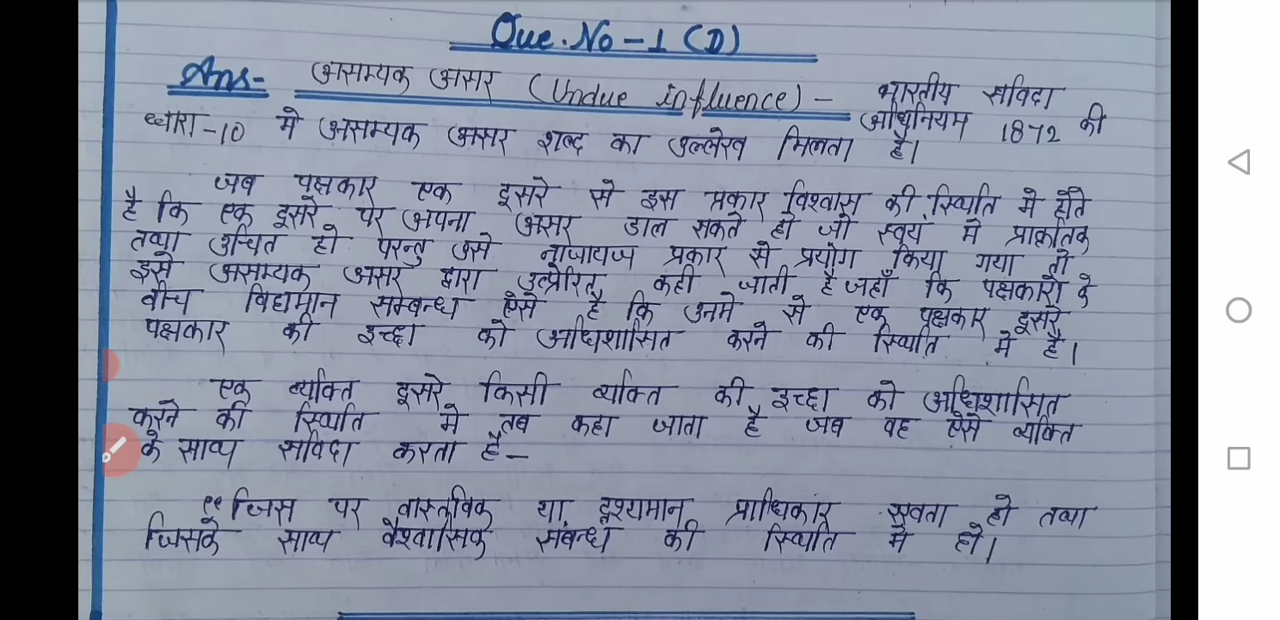 Que. No - 1 (D)
Ans- असम्यक असर (Undue influence) - भारतीय संविदा
अधिनियम 1872 की
धारा-10 मे असम्यक असर शब्द का उल्लेख मिलता है।
जब पक्षकार एक दूसरे से इस प्रकार विश्वास की स्थिति मे होते
है कि एक दूसरे पर अपना असर डाल सकते हो जो स्वयं मे प्राकृतिक
तथा उचित हो परन्तु उसे नाजायज प्रकार से प्रयोग किया गया तो
इसे असम्यक असर द्वारा उत्प्रेरित कही जाती है जहाँ कि पक्षकारो के
बीच विद्यमान सम्बन्ध ऐसे है कि उनमे से एक पक्षकार दूसरे
पक्षकार की इच्छा को अधिशासित करने की स्थिति मे है।
एक व्यक्ति दूसरे किसी व्यक्ति की इच्छा को अधिशासित
करने की स्थिति मे तब कहा जाता है जब वह ऐसे व्यक्ति
के साथ संविदा करता है -
"जिस पर वास्तविक या दृश्यमान प्राधिकार रखता हो तथा
जिसके साथ वैश्वासिक संबन्ध की स्थिति मे हो।